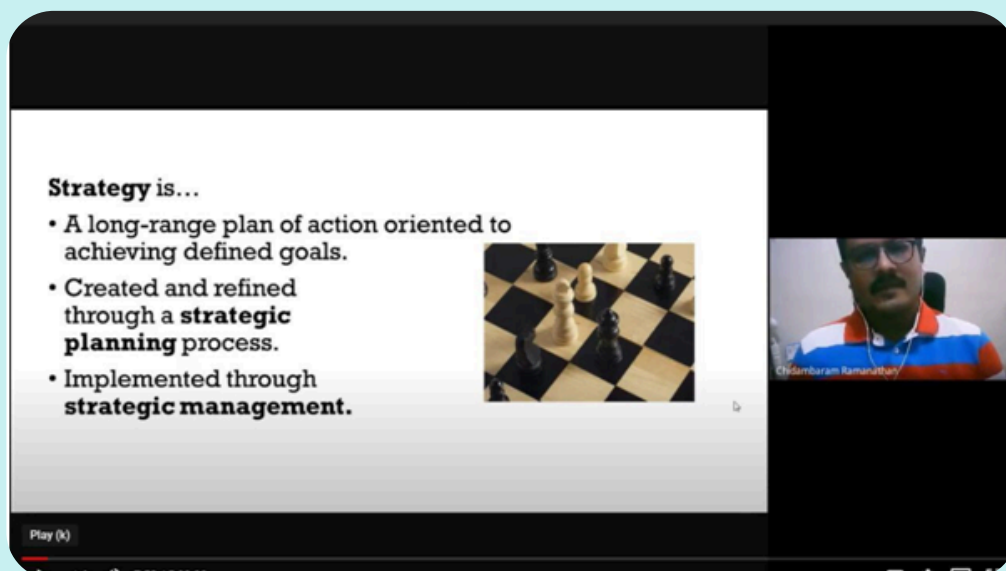 Strategy is...
• A long-range plan of action oriented to
achieving defined goals.
• Created and refined
through a strategic
planning process.
• Implemented through
strategic management.
Chidambaram Ramanathan
Play (k)